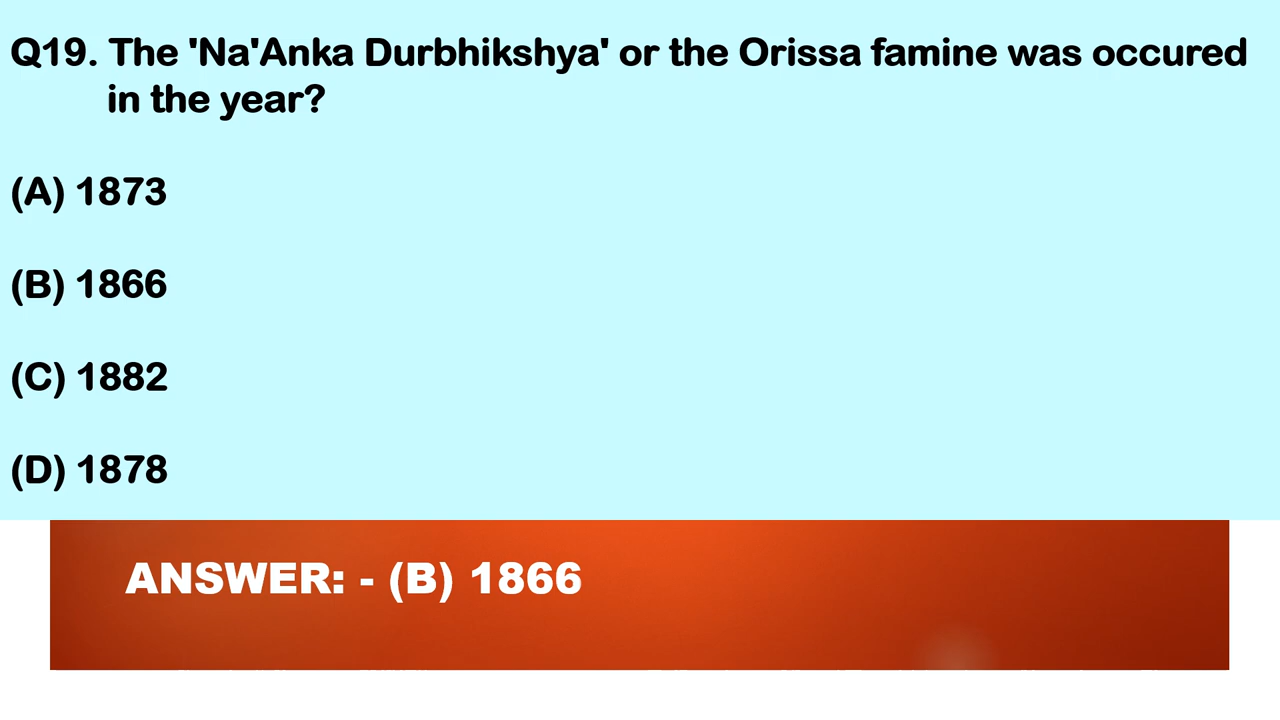 Q19. The 'Na'Anka Durbhikshya' or the Orissa famine was occured
in the year?
(A) 1873
(B) 1866
(C) 1882
(D) 1878
ANSWER: - (B) 1866